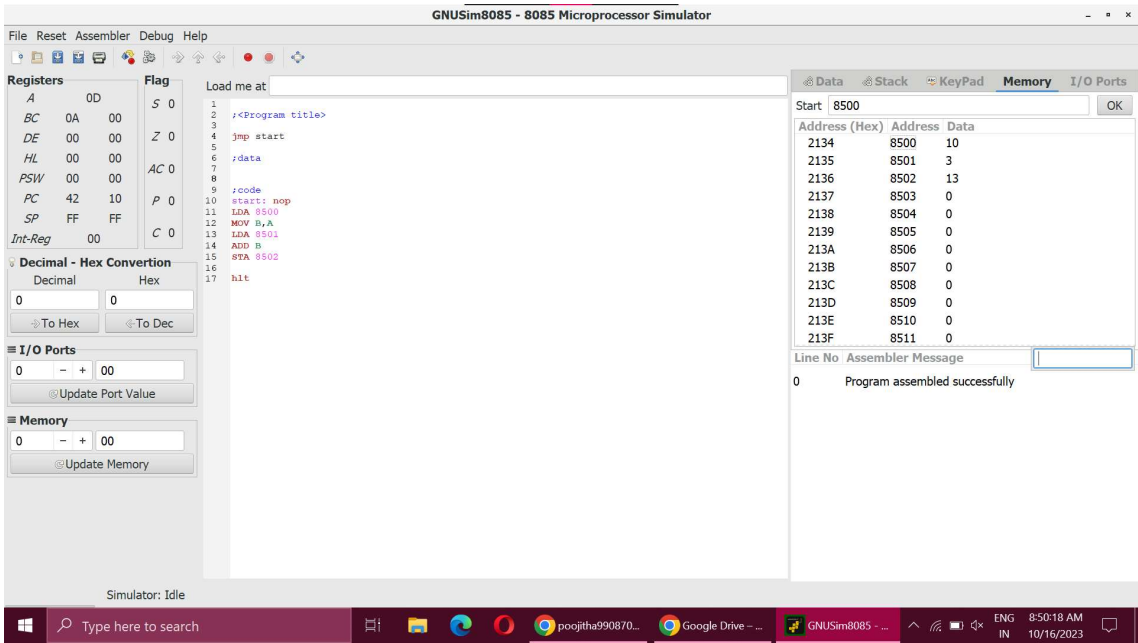 GNUSim8085 - 8085 Microprocessor Simulator
File Reset Assembler Debug Help
Registers
A 0D
BC 0A 00
DE 00 00
HL 00 00
PSW 00 00
PC 42 10
SP FF FF
Int-Reg 00
Flag
S 0
Z 0
AC 0
P 0
C 0
Decimal - Hex Convertion
Decimal Hex
0 0
To Hex To Dec
I/O Ports
0 - + 00
Update Port Value
Memory
0 - + 00
Update Memory
Load me at
1
2 ;<Program title>
3
4 jmp start
5
6 ;data
7
8
9 ;code
10 start: nop
11 LDA 8500
12 MOV B,A
13 LDA 8501
14 ADD B
15 STA 8502
16
17 hlt
Data Stack KeyPad Memory I/O Ports
Start 8500 OK
Address (Hex) Address Data
2134 8500 10
2135 8501 3
2136 8502 13
2137 8503 0
2138 8504 0
2139 8505 0
213A 8506 0
213B 8507 0
213C 8508 0
213D 8509 0
213E 8510 0
213F 8511 0
Line No Assembler Message
0 Program assembled successfully
Simulator: Idle
Type here to search
poojitha990870...
Google Drive – ...
GNUSim8085 - ...
ENG
IN
8:50:18 AM
10/16/2023